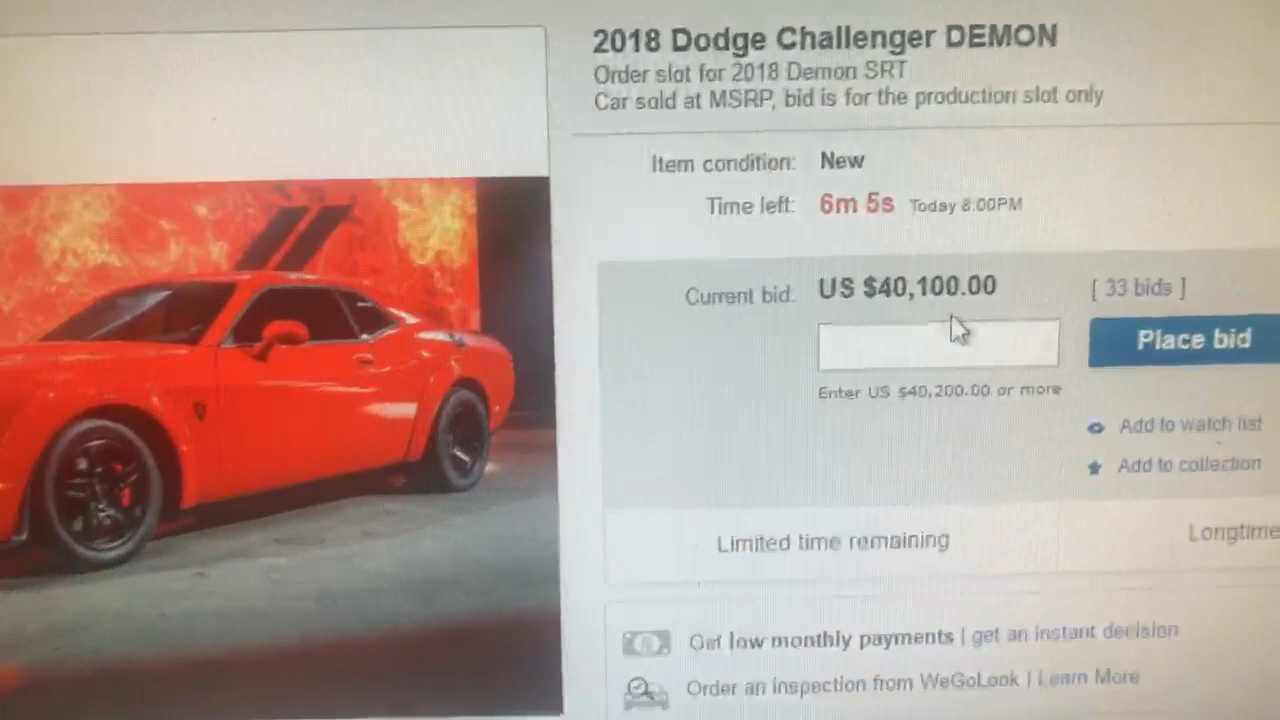 2018 Dodge Challenger DEMON
Order slot for 2018 Demon SRT
Car sold at MSRP, bid is for the production slot only
Item condition: New
Time left: 6m 5s Today 8:00PM
Current bid: US $40,100.00 [ 33 bids ]
Place bid
Enter US $40,200.00 or more
Add to watch list
Add to collection
Limited time remaining Longtime
Get low monthly payments | get an instant decision
Order an inspection from WeGoLook | Learn More